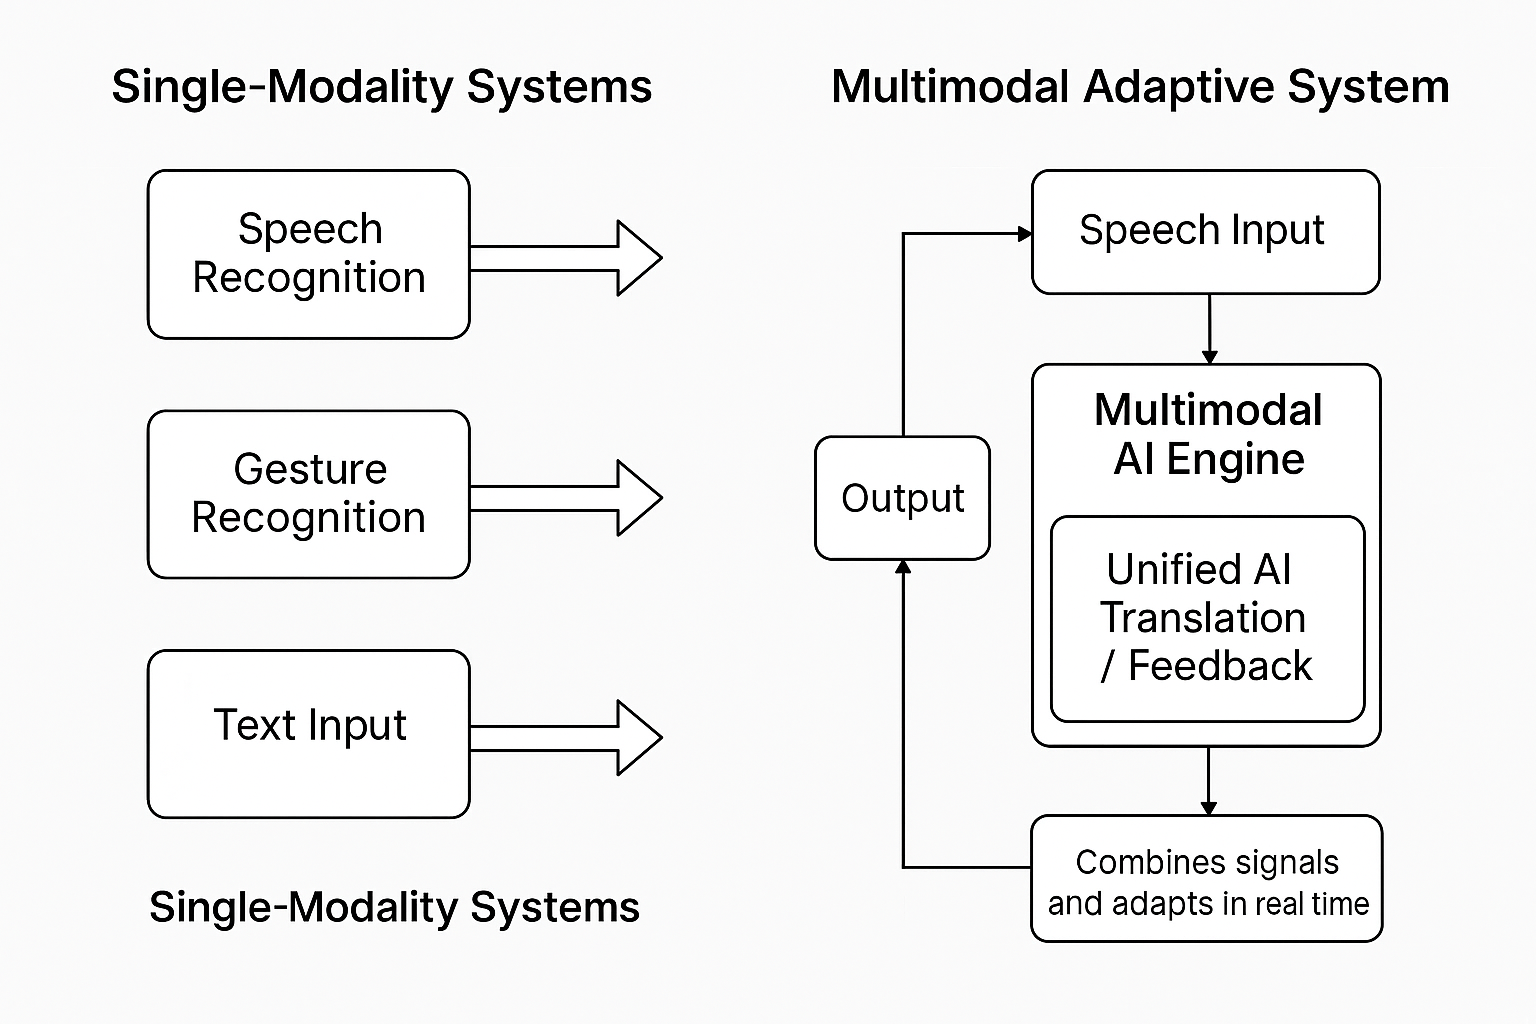 Single-Modality Systems
Speech
Recognition
Gesture
Recognition
Text Input
Single-Modality Systems
Multimodal Adaptive System
Speech Input
Multimodal
AI Engine
Unified AI
Translation
/ Feedback
Output
Combines signals
and adapts in real time